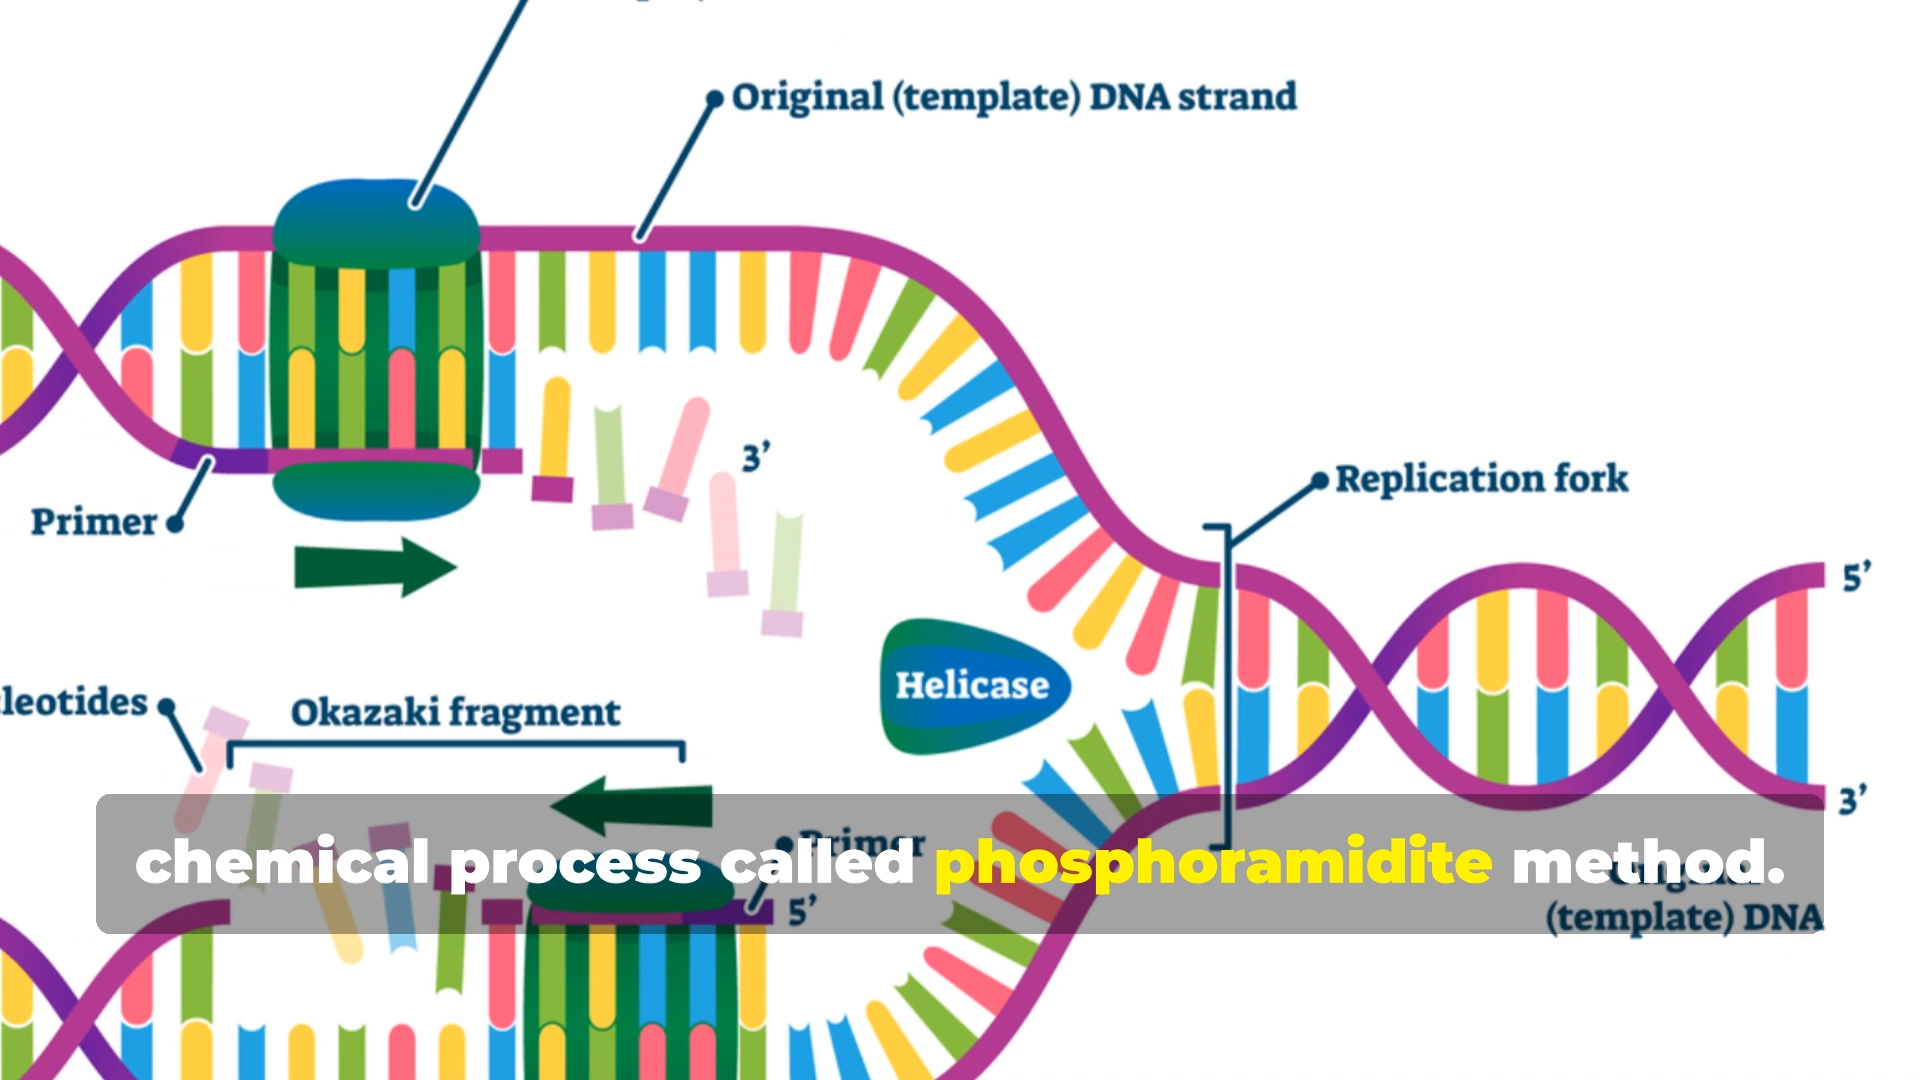 Original (template) DNA strand
3’
Replication fork
Primer
5’
Helicase
leotides
Okazaki fragment
3’
Primer
chemical process called phosphoramidite method.
5’
(template) DNA